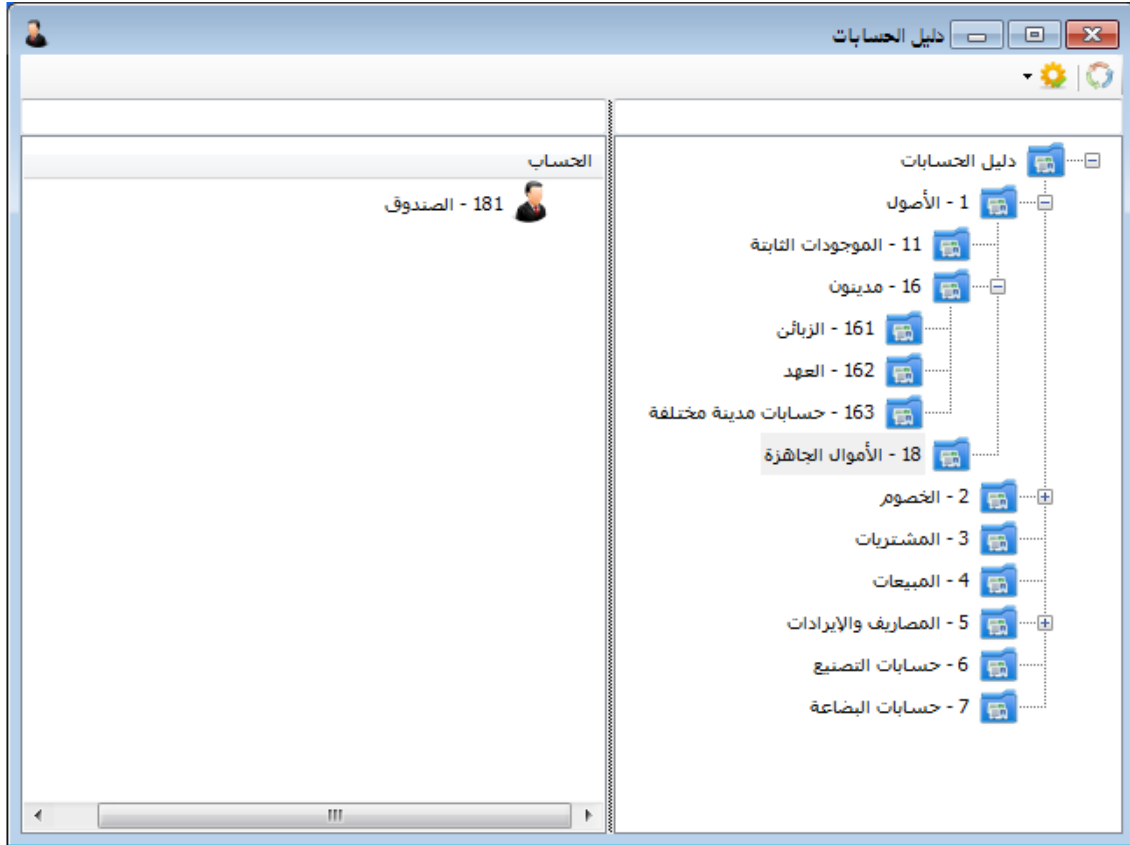 دليل الحسابات
دليل الحسابات
1 - الأصول
11 - الموجودات الثابتة
16 - مدينون
161 - الزبائن
162 - العهد
163 - حسابات مدينة مختلفة
18 - الأموال الجاهزة
2 - الخصوم
3 - المشتريات
4 - المبيعات
5 - المصاريف والإيرادات
6 - حسابات التصنيع
7 - حسابات البضاعة
الحساب
181 - الصندوق